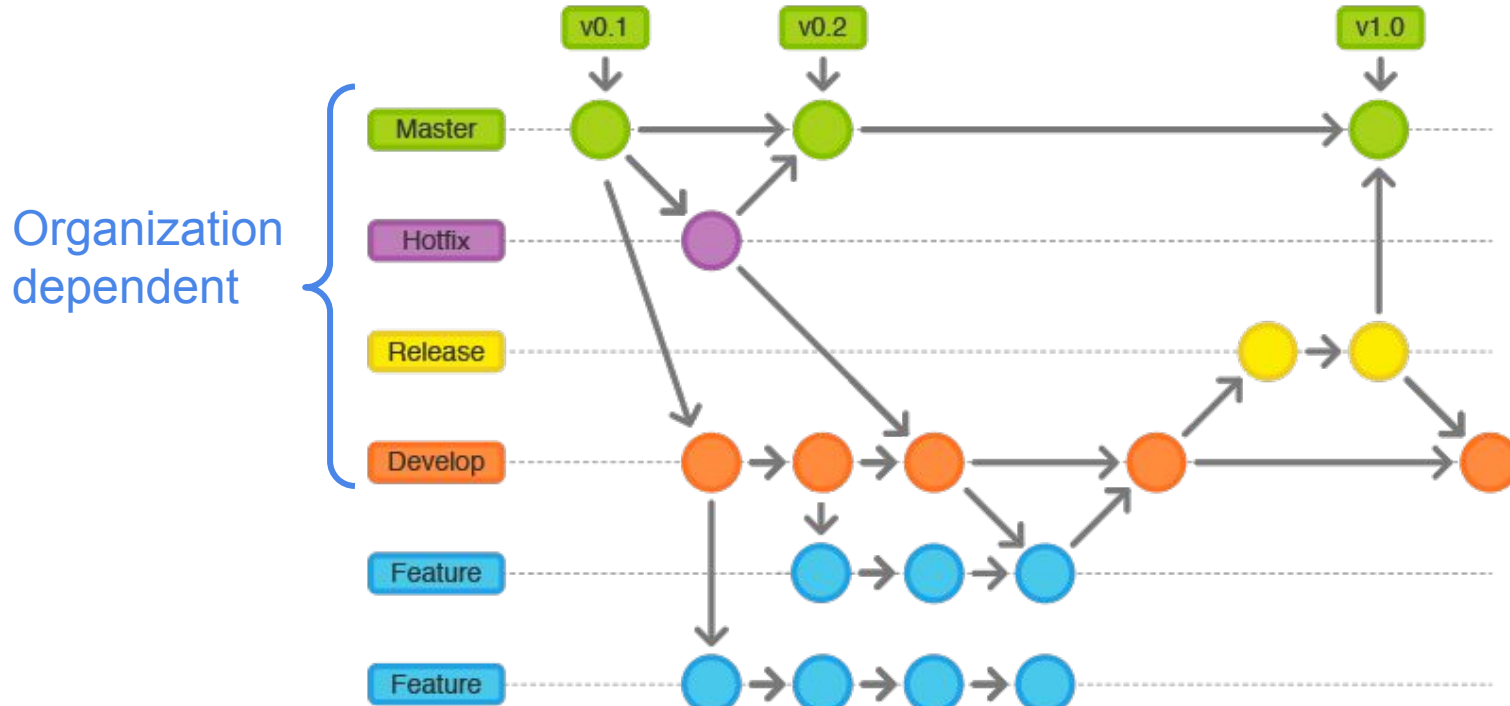 v0.1
v0.2
v1.0
Master
Organization
dependent
Hotfix
Release
Develop
Feature
Feature